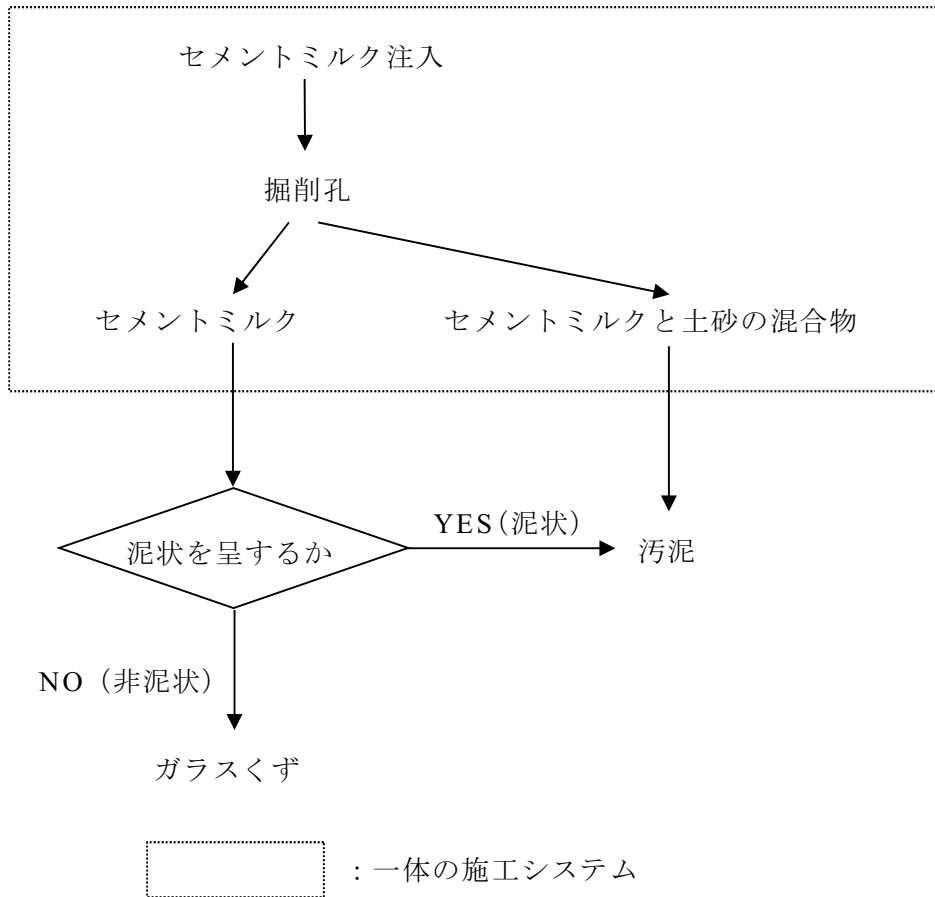 セメントミルク注入
掘削孔
セメントミルク
セメントミルクと土砂の混合物
泥状を呈するか
YES(泥状)
汚泥
NO(非泥状)
ガラスくず
:一体の施工システム